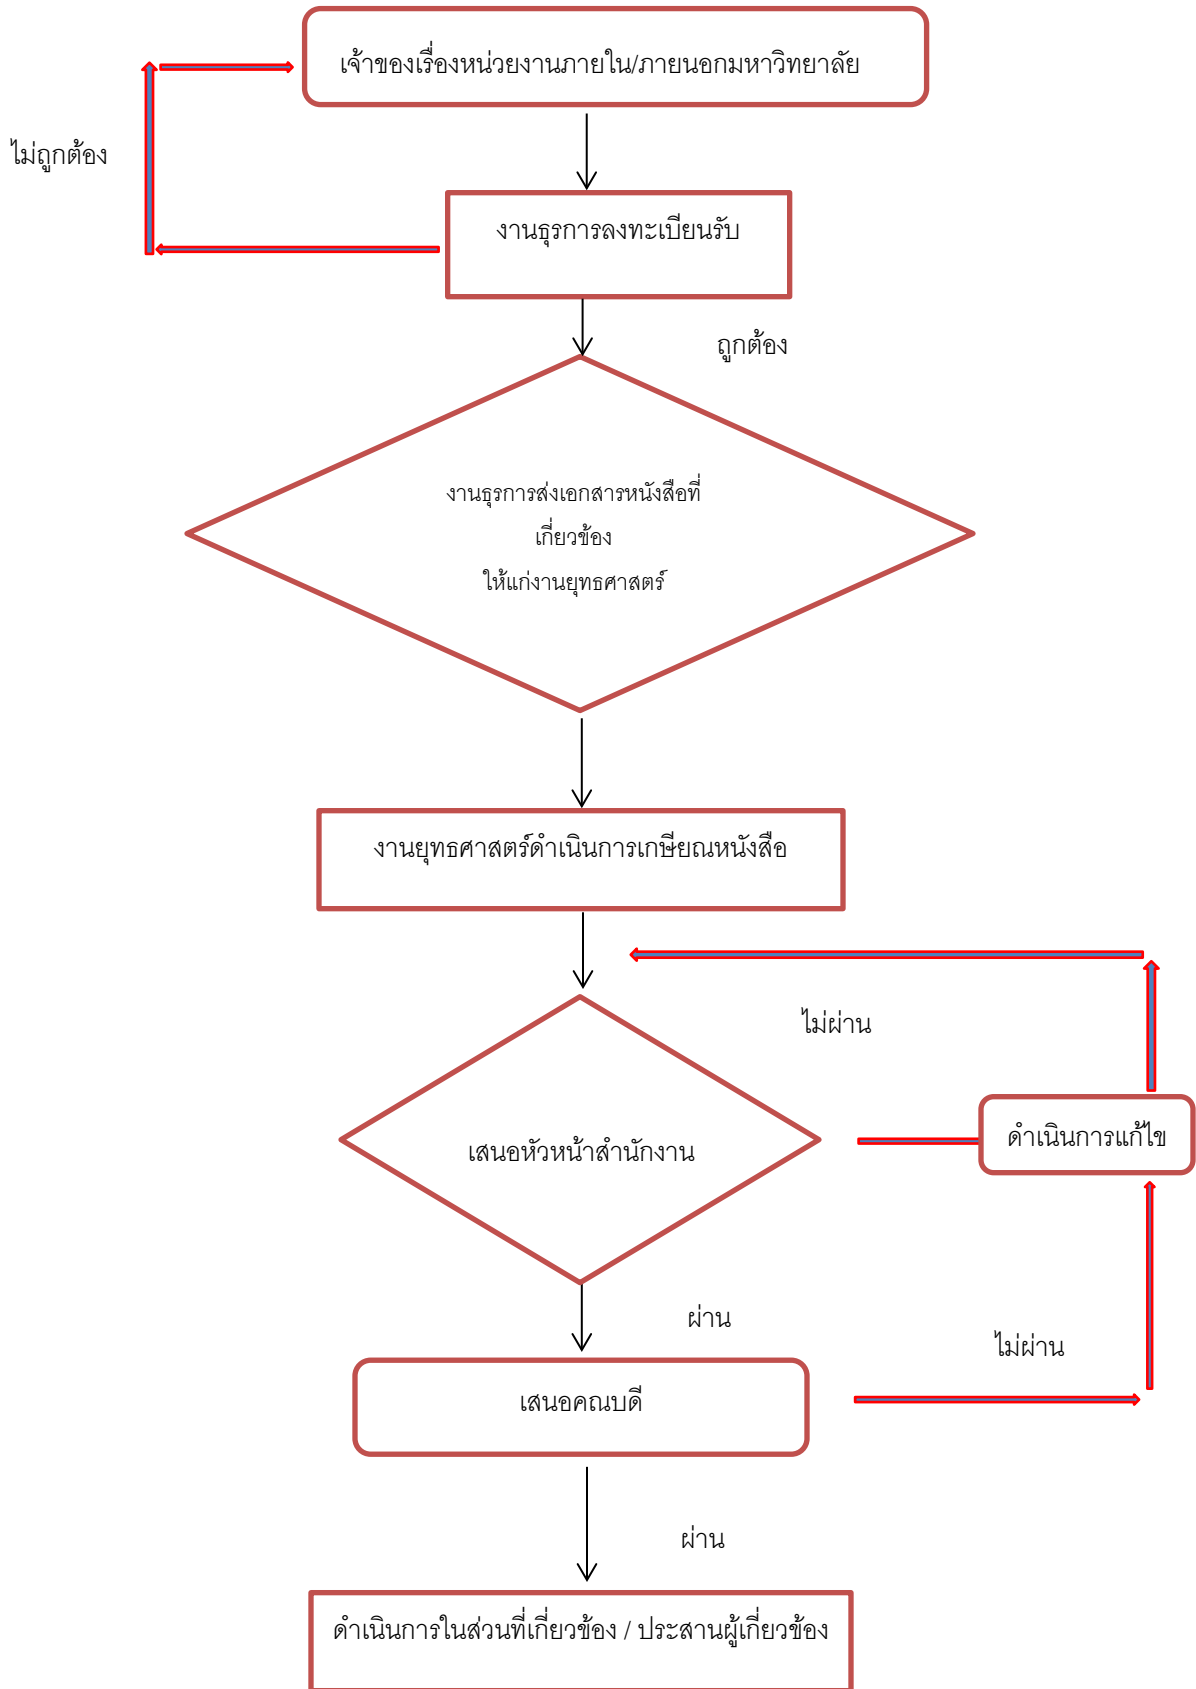 เจ้าของเรื่องหน่วยงานภายใน/ภายนอกมหาวิทยาลัย
ไม่ถูกต้อง
งานธุรการลงทะเบียนรับ
ถูกต้อง
งานธุรการส่งเอกสารหนังสือที่
เกี่ยวข้อง
ให้แก่งานยุทธศาสตร์
งานยุทธศาสตร์ดำเนินการเกษียณหนังสือ
ไม่ผ่าน
ดำเนินการแก้ไข
เสนอหัวหน้าสำนักงาน
ผ่าน
ไม่ผ่าน
เสนอคณบดี
ผ่าน
ดำเนินการในส่วนที่เกี่ยวข้อง / ประสานผู้เกี่ยวข้อง